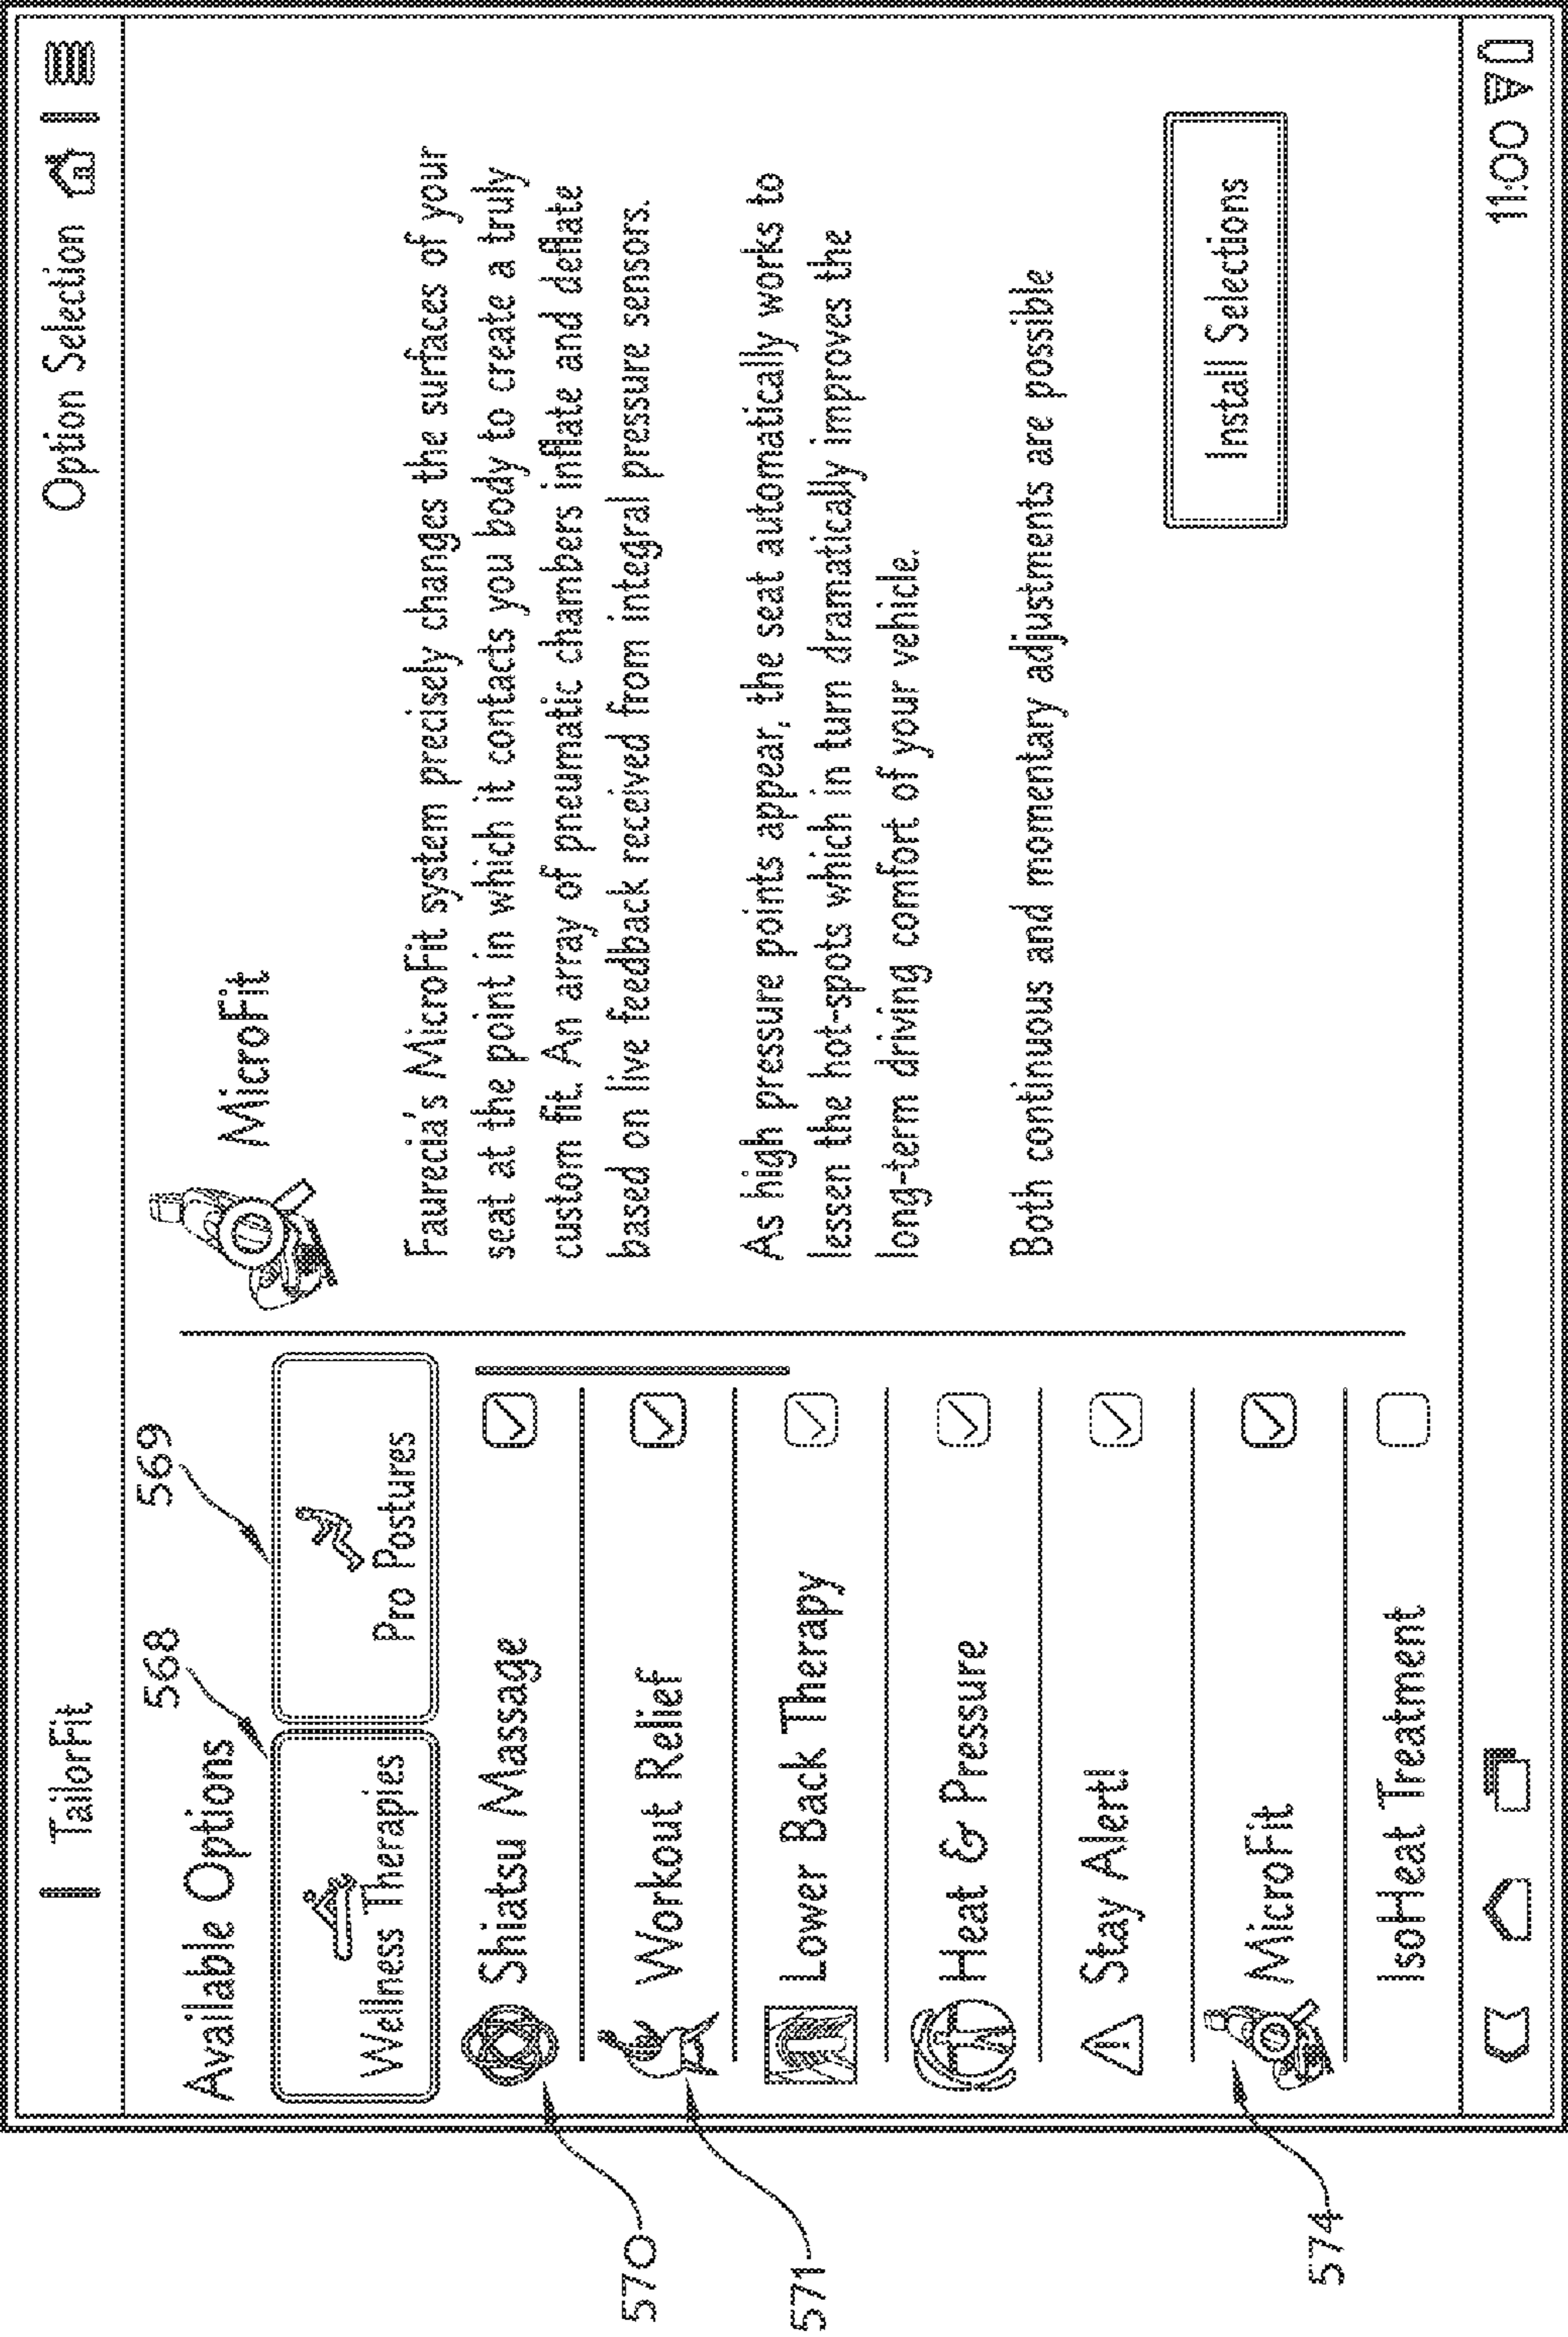 TailorFit
Option Selection
Available Options
568
569
Wellness Therapies
Pro Postures
570
Shiatsu Massage
571
Workout Relief
Lower Back Therapy
Heat & Pressure
Stay Alert!
574
MicroFit
IsoHeat Treatment
MicroFit
Faurecia's MicroFit system precisely changes the surfaces of your
seat at the point in which it contacts you body to create a truly
custom fit. An array of pneumatic chambers inflate and deflate
based on live feedback received from integral pressure sensors.
As high pressure points appear, the seat automatically works to
lessen the hot-spots which in turn dramatically improves the
long-term driving comfort of your vehicle.
Both continuous and momentary adjustments are possible
Install Selections
11:00